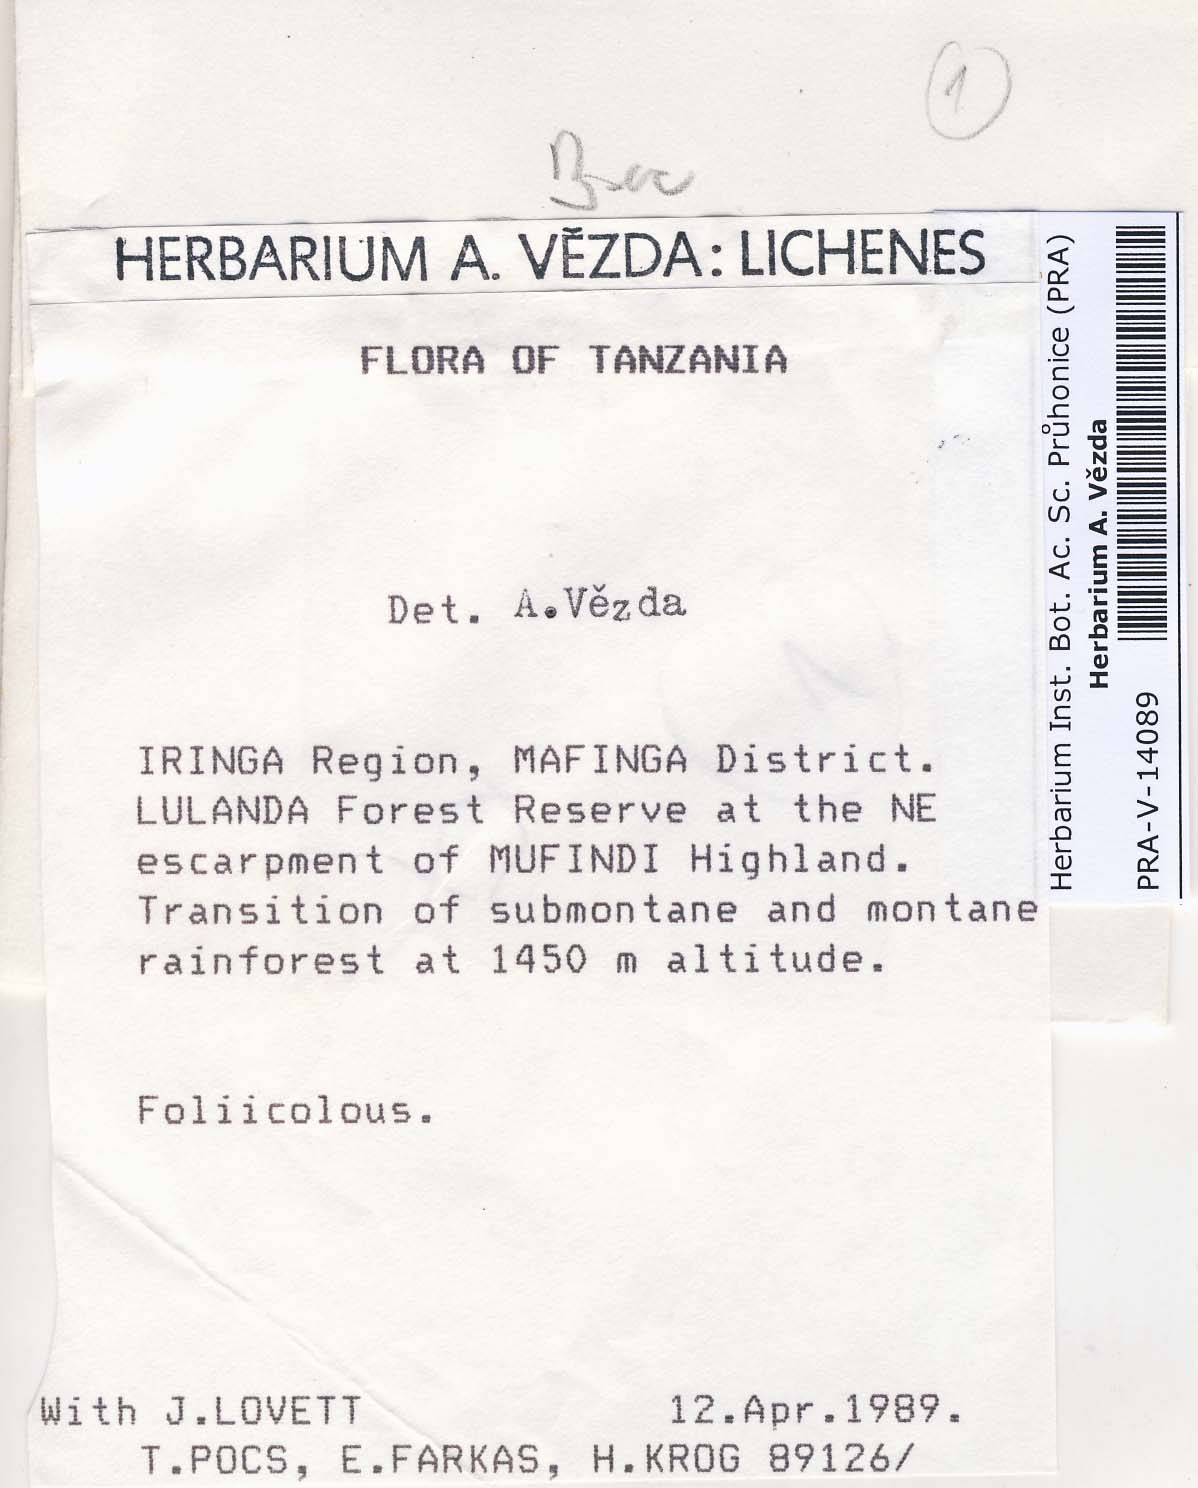 1
HERBARIUM A. VĚZDA: LICHENES
FLORA OF TANZANIA
Det. A.Vězda
IRINGA Region, MAFINGA District.
LULANDA Forest Reserve at the NE
escarpment of MUFINDI Highland.
Transition of submontane and montane
rainforest at 1450 m altitude.
Foliicolous.
With J.LOVETT 12.Apr.1989.
T.POCS, E.FARKAS, H.KROG 89126/
Herbarium Inst. Bot. Ac. Sc. Průhonice (PRA)
Herbarium A. Vězda
PRA-V-14089